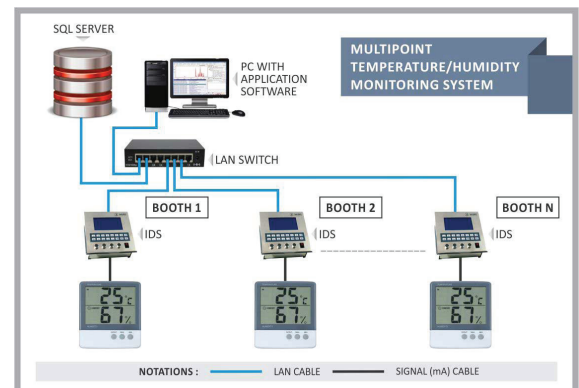 SQL SERVER
PC WITH
APPLICATION
SOFTWARE
MULTIPOINT
TEMPERATURE/HUMIDITY
MONITORING SYSTEM
LAN SWITCH
BOOTH 1
BOOTH 2
BOOTH N
IDS
IDS
IDS
25°c
67%
25°c
67%
25°c
67%
NOTATIONS : LAN CABLE SIGNAL (mA) CABLE